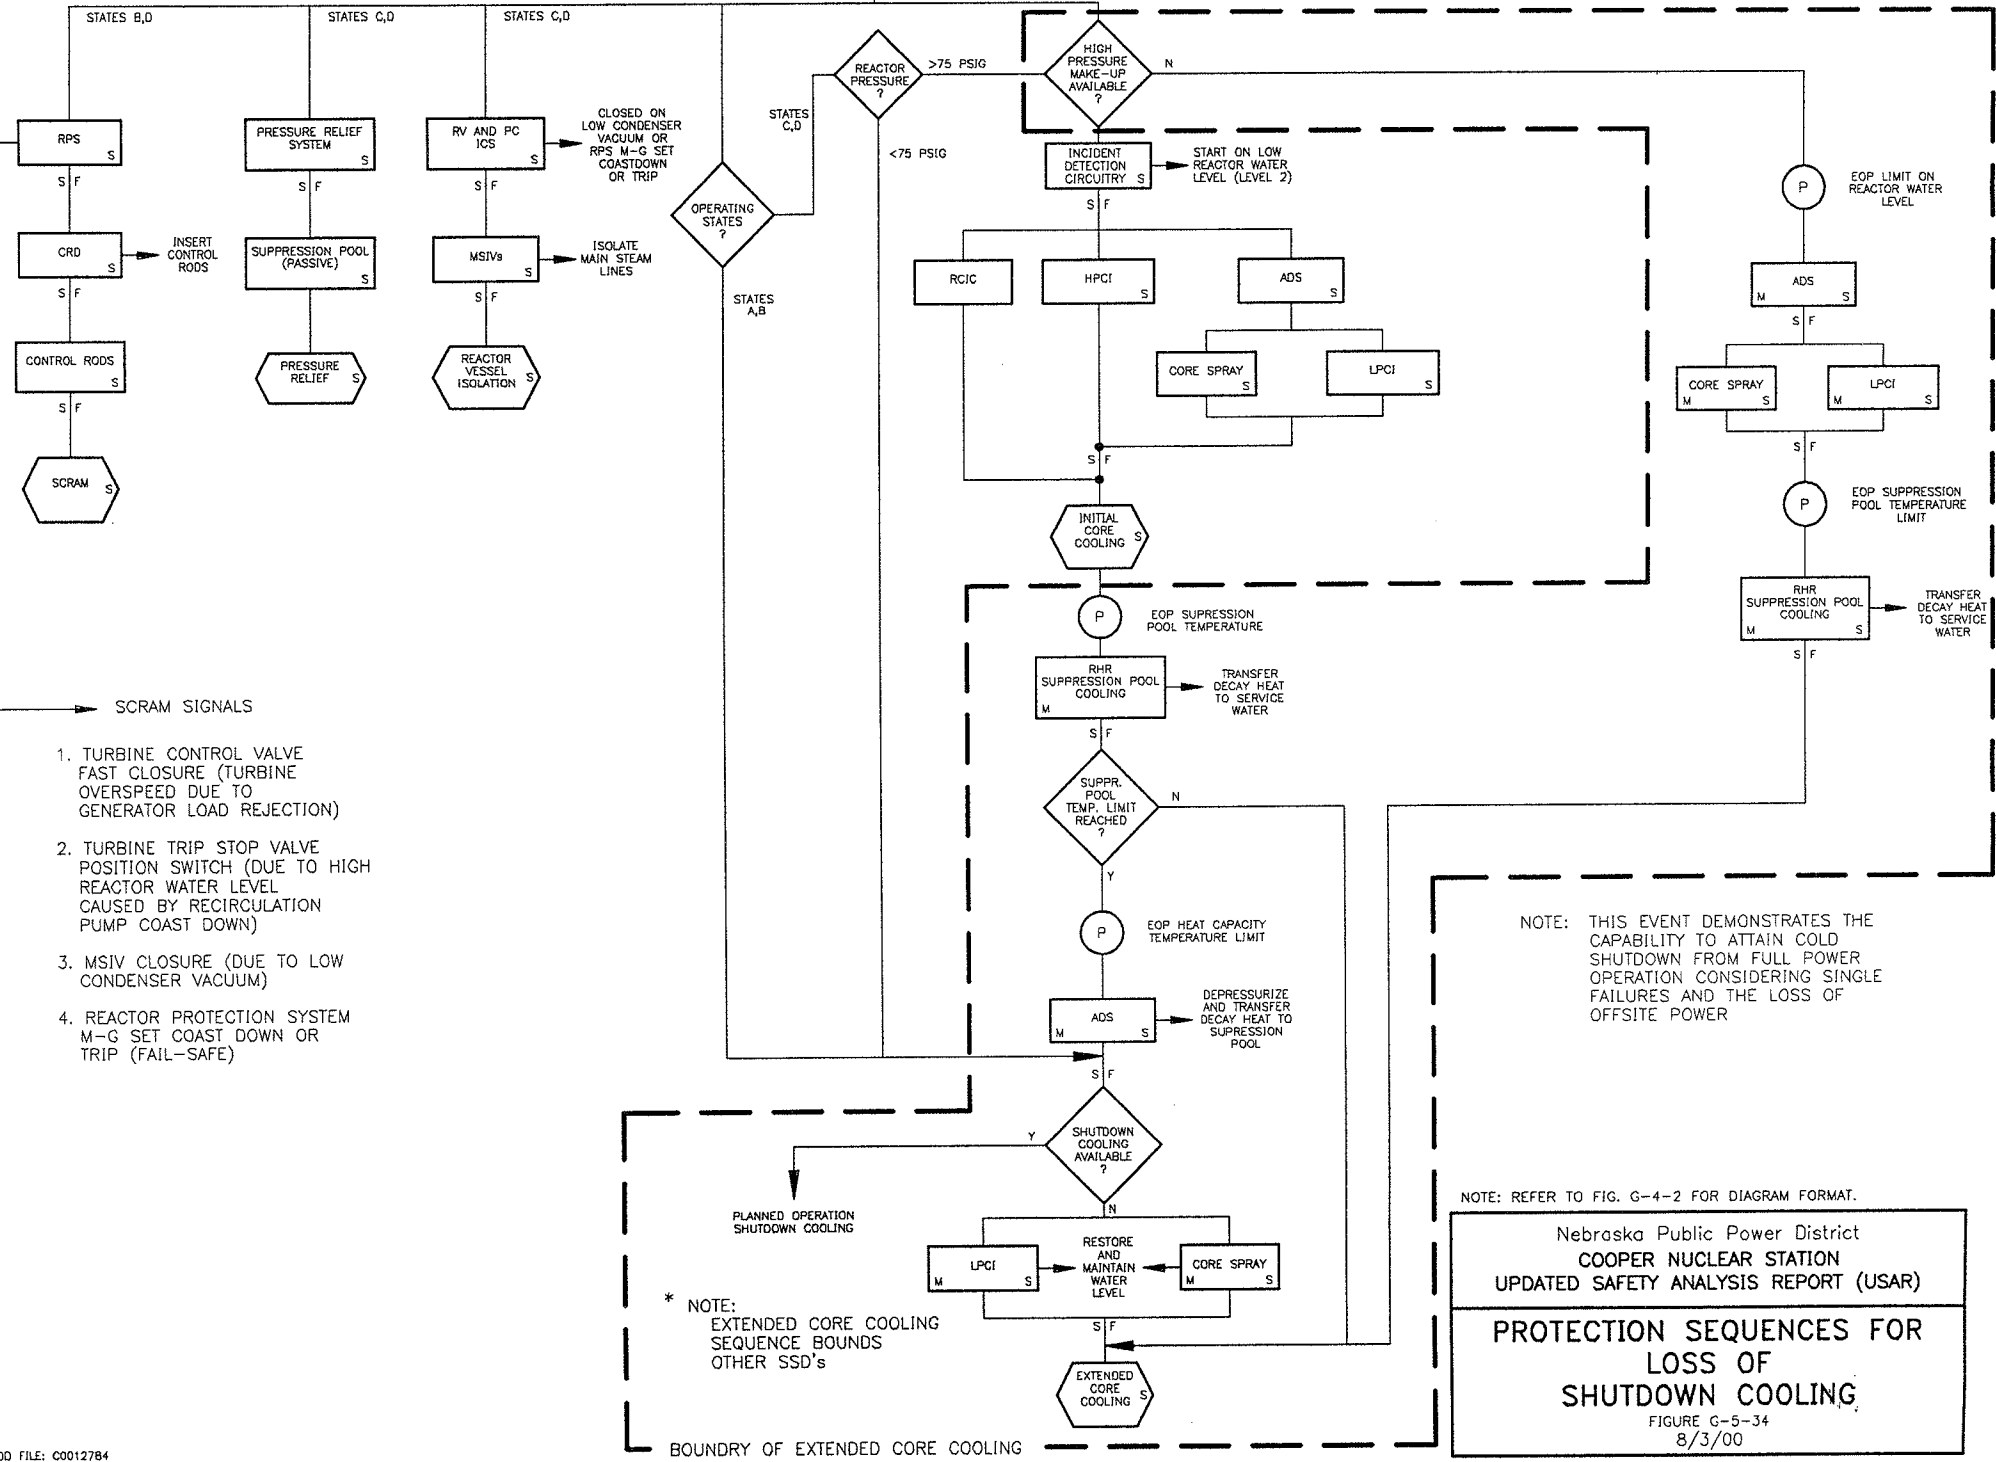 STATES B,D
STATES C,D
STATES C,D
RPS
S
S F
CRD
S
INSERT
CONTROL
RODS
S F
CONTROL RODS
S
S F
SCRAM
S
PRESSURE RELIEF
SYSTEM
S
S F
SUPPRESSION POOL
(PASSIVE)
S
PRESSURE
RELIEF
S
RV AND PC
ICS
S
CLOSED ON
LOW CONDENSER
VACUUM OR
RPS M-G SET
COASTDOWN
OR TRIP
S F
MSIVs
S
ISOLATE
MAIN STEAM
LINES
S F
REACTOR
VESSEL
ISOLATION
S
OPERATING
STATES
?
STATES
C,D
STATES
A,B
REACTOR
PRESSURE
?
>75 PSIG
<75 PSIG
HIGH
PRESSURE
MAKE-UP
AVAILABLE
?
N
INCIDENT
DETECTION
CIRCUITRY
S
START ON LOW
REACTOR WATER
LEVEL (LEVEL 2)
S F
RCIC
HPCI
S
ADS
S
CORE SPRAY
S
LPCI
S
S F
INITIAL
CORE
COOLING
S
P
EOP SUPRESSION
POOL TEMPERATURE
RHR
SUPPRESSION POOL
COOLING
M
TRANSFER
DECAY HEAT
TO SERVICE
WATER
S F
SUPPR.
POOL
TEMP. LIMIT
REACHED
?
N
Y
P
EOP HEAT CAPACITY
TEMPERATURE LIMIT
ADS
M S
DEPRESSURIZE
AND TRANSFER
DECAY HEAT TO
SUPRESSION
POOL
S F
SHUTDOWN
COOLING
AVAILABLE
?
Y
PLANNED OPERATION
SHUTDOWN COOLING
N
LPCI
M S
RESTORE
AND
MAINTAIN
WATER
LEVEL
CORE SPRAY
M S
S F
EXTENDED
CORE
COOLING
S
P
EOP LIMIT ON
REACTOR WATER
LEVEL
ADS
M S
S F
CORE SPRAY
M S
LPCI
M S
S F
P
EOP SUPPRESSION
POOL TEMPERATURE
LIMIT
RHR
SUPPRESSION POOL
COOLING
M S
TRANSFER
DECAY HEAT
TO SERVICE
WATER
S F
SCRAM SIGNALS
1. TURBINE CONTROL VALVE
FAST CLOSURE (TURBINE
OVERSPEED DUE TO
GENERATOR LOAD REJECTION)
2. TURBINE TRIP STOP VALVE
POSITION SWITCH (DUE TO HIGH
REACTOR WATER LEVEL
CAUSED BY RECIRCULATION
PUMP COAST DOWN)
3. MSIV CLOSURE (DUE TO LOW
CONDENSER VACUUM)
4. REACTOR PROTECTION SYSTEM
M-G SET COAST DOWN OR
TRIP (FAIL-SAFE)
* NOTE:
EXTENDED CORE COOLING
SEQUENCE BOUNDS
OTHER SSD's
BOUNDRY OF EXTENDED CORE COOLING
NOTE: THIS EVENT DEMONSTRATES THE
CAPABILITY TO ATTAIN COLD
SHUTDOWN FROM FULL POWER
OPERATION CONSIDERING SINGLE
FAILURES AND THE LOSS OF
OFFSITE POWER
NOTE: REFER TO FIG. G-4-2 FOR DIAGRAM FORMAT.
Nebraska Public Power District
COOPER NUCLEAR STATION
UPDATED SAFETY ANALYSIS REPORT (USAR)
PROTECTION SEQUENCES FOR
LOSS OF
SHUTDOWN COOLING
FIGURE G-5-34
8/3/00
FILE: C0012784